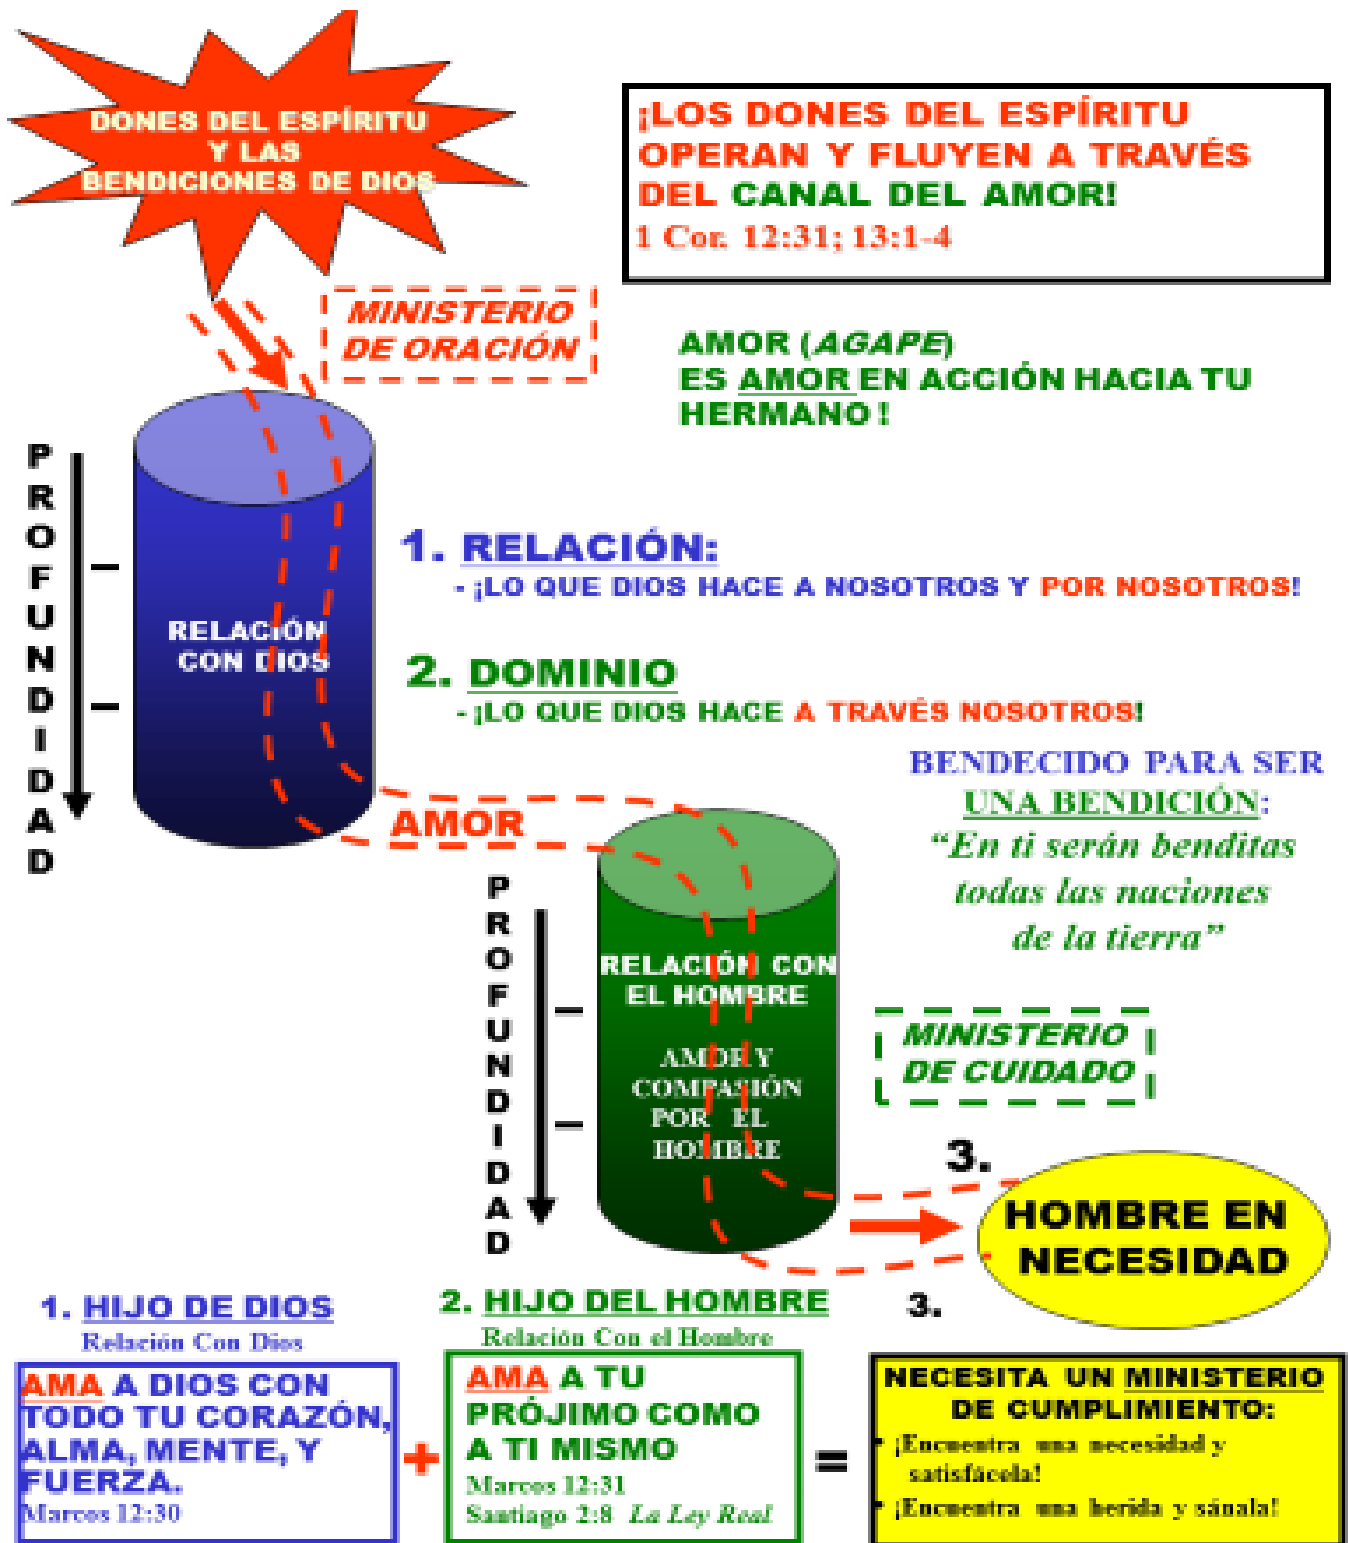 DONES DEL ESPÍRITU
Y LAS
BENDICIONES DE DIOS
¡LOS DONES DEL ESPÍRITU
OPERAN Y FLUYEN A TRAVÉS
DEL CANAL DEL AMOR!
1 Cor. 12:31; 13:1-4
MINISTERIO
DE ORACIÓN
AMOR (AGAPE)
ES AMOR EN ACCIÓN HACIA TU
HERMANO !
PROFUNDIDAD
RELACIÓN
CON DIOS
1. RELACIÓN:
- ¡LO QUE DIOS HACE A NOSOTROS Y POR NOSOTROS!
2. DOMINIO
- ¡LO QUE DIOS HACE A TRAVÉS NOSOTROS!
BENDECIDO PARA SER
UNA BENDICIÓN:
“En ti serán benditas
todas las naciones
de la tierra”
AMOR
PROFUNDIDAD
RELACIÓN CON
EL HOMBRE
AMOR Y
COMPASIÓN
POR EL
HOMBRE
MINISTERIO
DE CUIDADO
3.
HOMBRE EN
NECESIDAD
1. HIJO DE DIOS
Relación Con Dios
AMA A DIOS CON
TODO TU CORAZÓN,
ALMA, MENTE, Y
FUERZA.
Marcos 12:30
+
2. HIJO DEL HOMBRE
Relación Con el Hombre
AMA A TU
PRÓJIMO COMO
A TI MISMO
Marcos 12:31
Santiago 2:8 La Ley Real
=
3.
NECESITA UN MINISTERIO
DE CUMPLIMIENTO:
• ¡Encuentra una necesidad y
satisfácela!
• ¡Encuentra una herida y sánala!